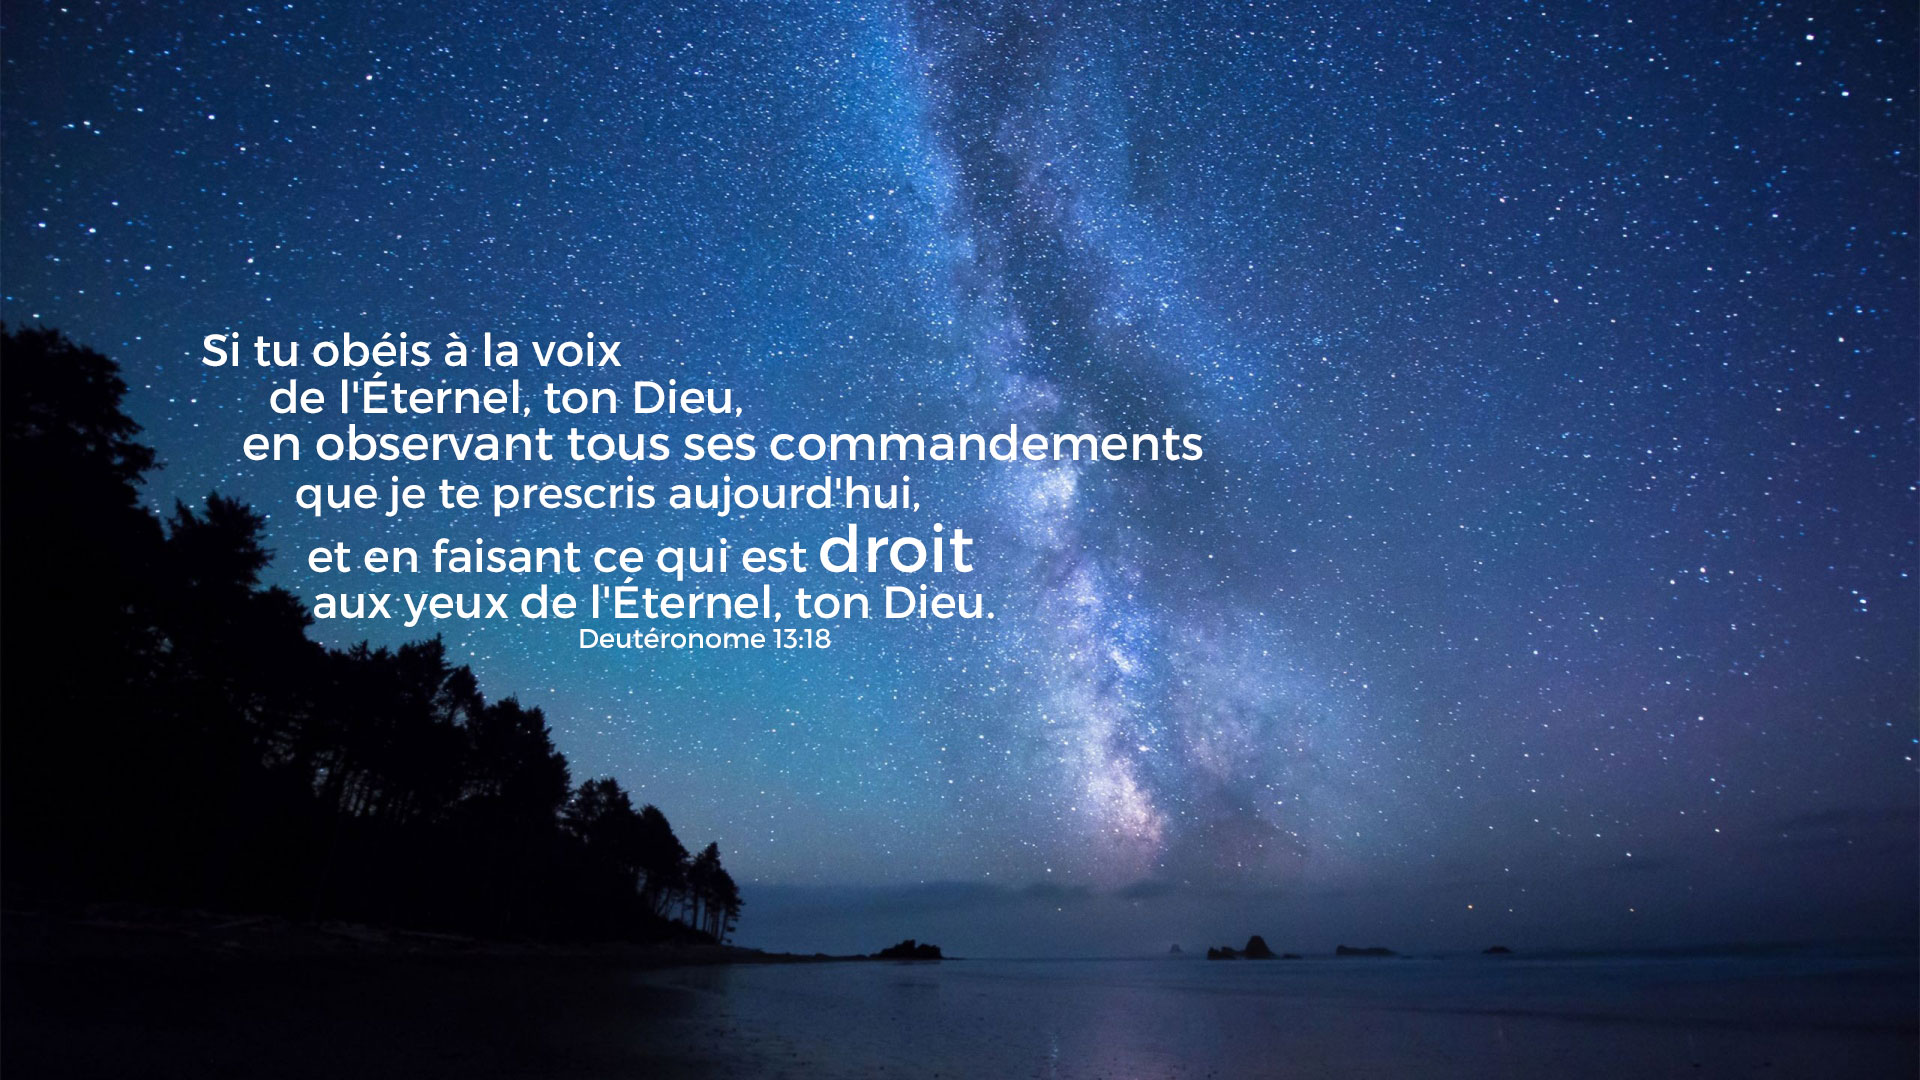 Si tu obéis à la voix
de l'Éternel, ton Dieu,
en observant tous ses commandements
que je te prescris aujourd'hui,
et en faisant ce qui est droit
aux yeux de l'Éternel, ton Dieu.
Deutéronome 13:18